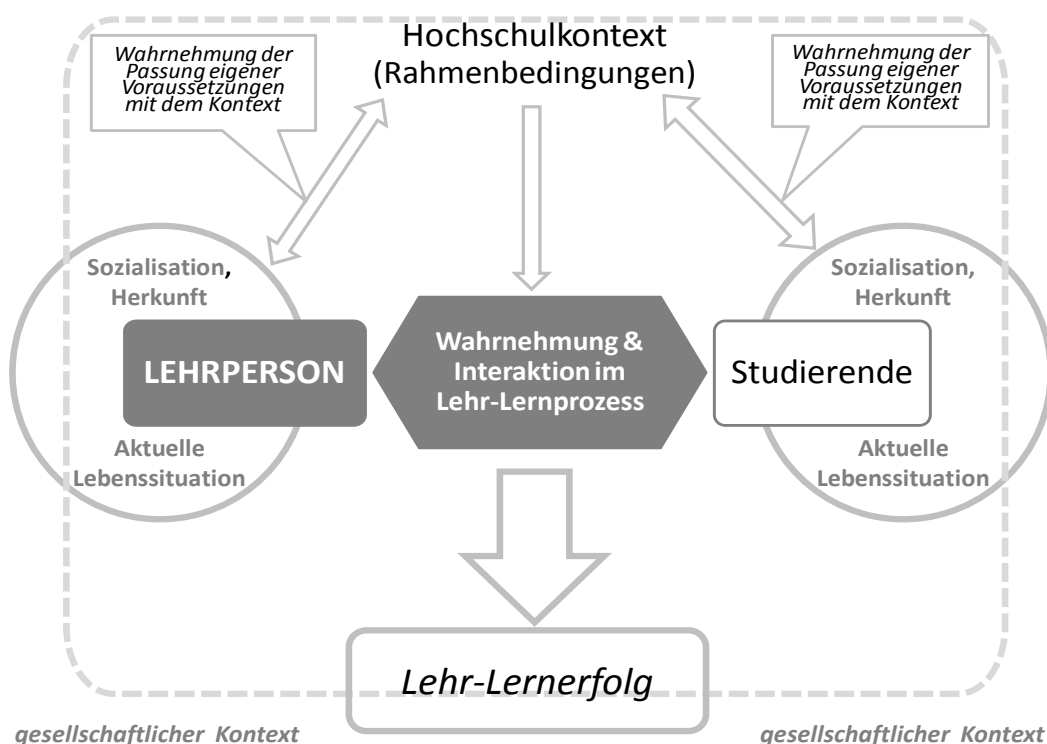 Hochschulkontext
(Rahmenbedingungen)
Wahrnehmung der
Passung eigener
Voraussetzungen
mit dem Kontext
Wahrnehmung der
Passung eigener
Voraussetzungen
mit dem Kontext
Sozialisation,
Herkunft
LEHRPERSON
Aktuelle
Lebenssituation
Wahrnehmung &
Interaktion im
Lehr-Lernprozess
Sozialisation,
Herkunft
Studierende
Aktuelle
Lebenssituation
Lehr-Lernerfolg
gesellschaftlicher Kontext
gesellschaftlicher Kontext